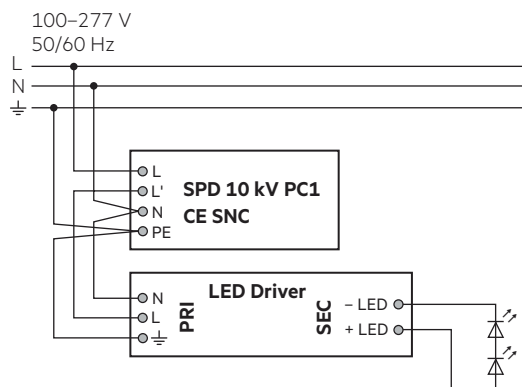 100–277 V
50/60 Hz
L
N
L
L'
N
PE
SPD 10 kV PC1
CE SNC
LED Driver
N
L
PRI
SEC
– LED
+ LED